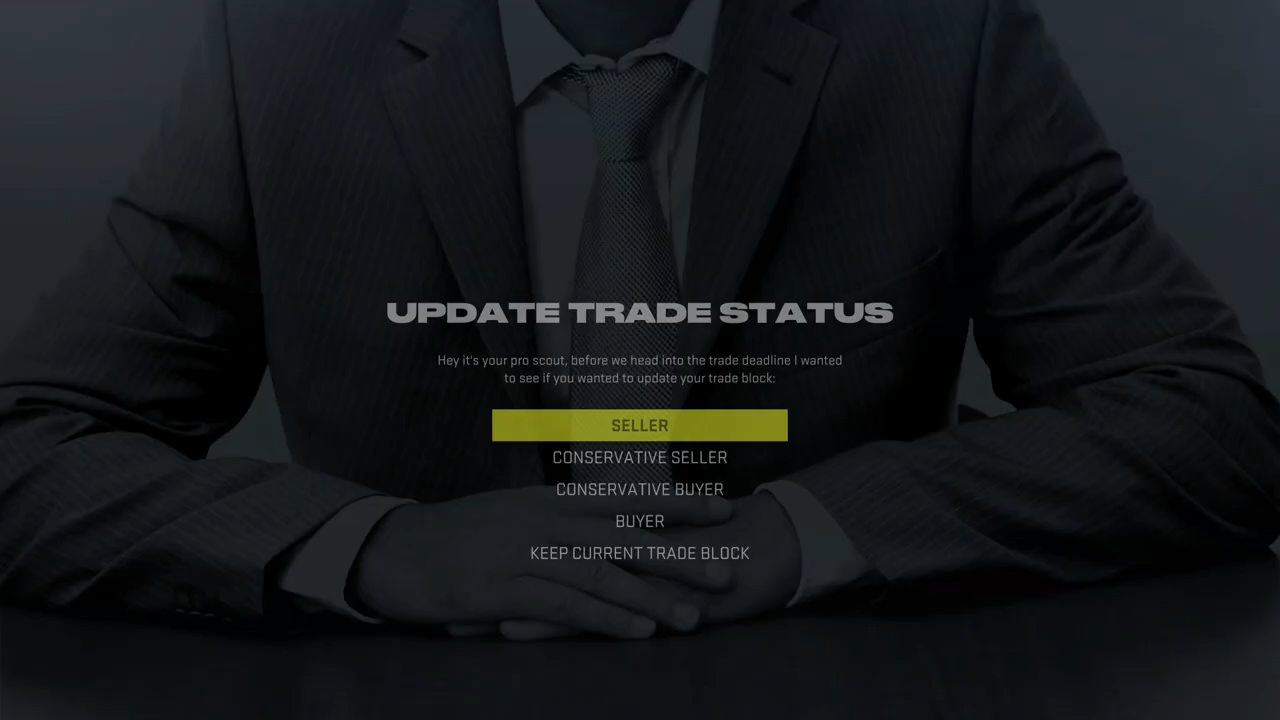 UPDATE TRADE STATUS
Hey it's your pro scout, before we head into the trade deadline I wanted
to see if you wanted to update your trade block:
SELLER
CONSERVATIVE SELLER
CONSERVATIVE BUYER
BUYER
KEEP CURRENT TRADE BLOCK